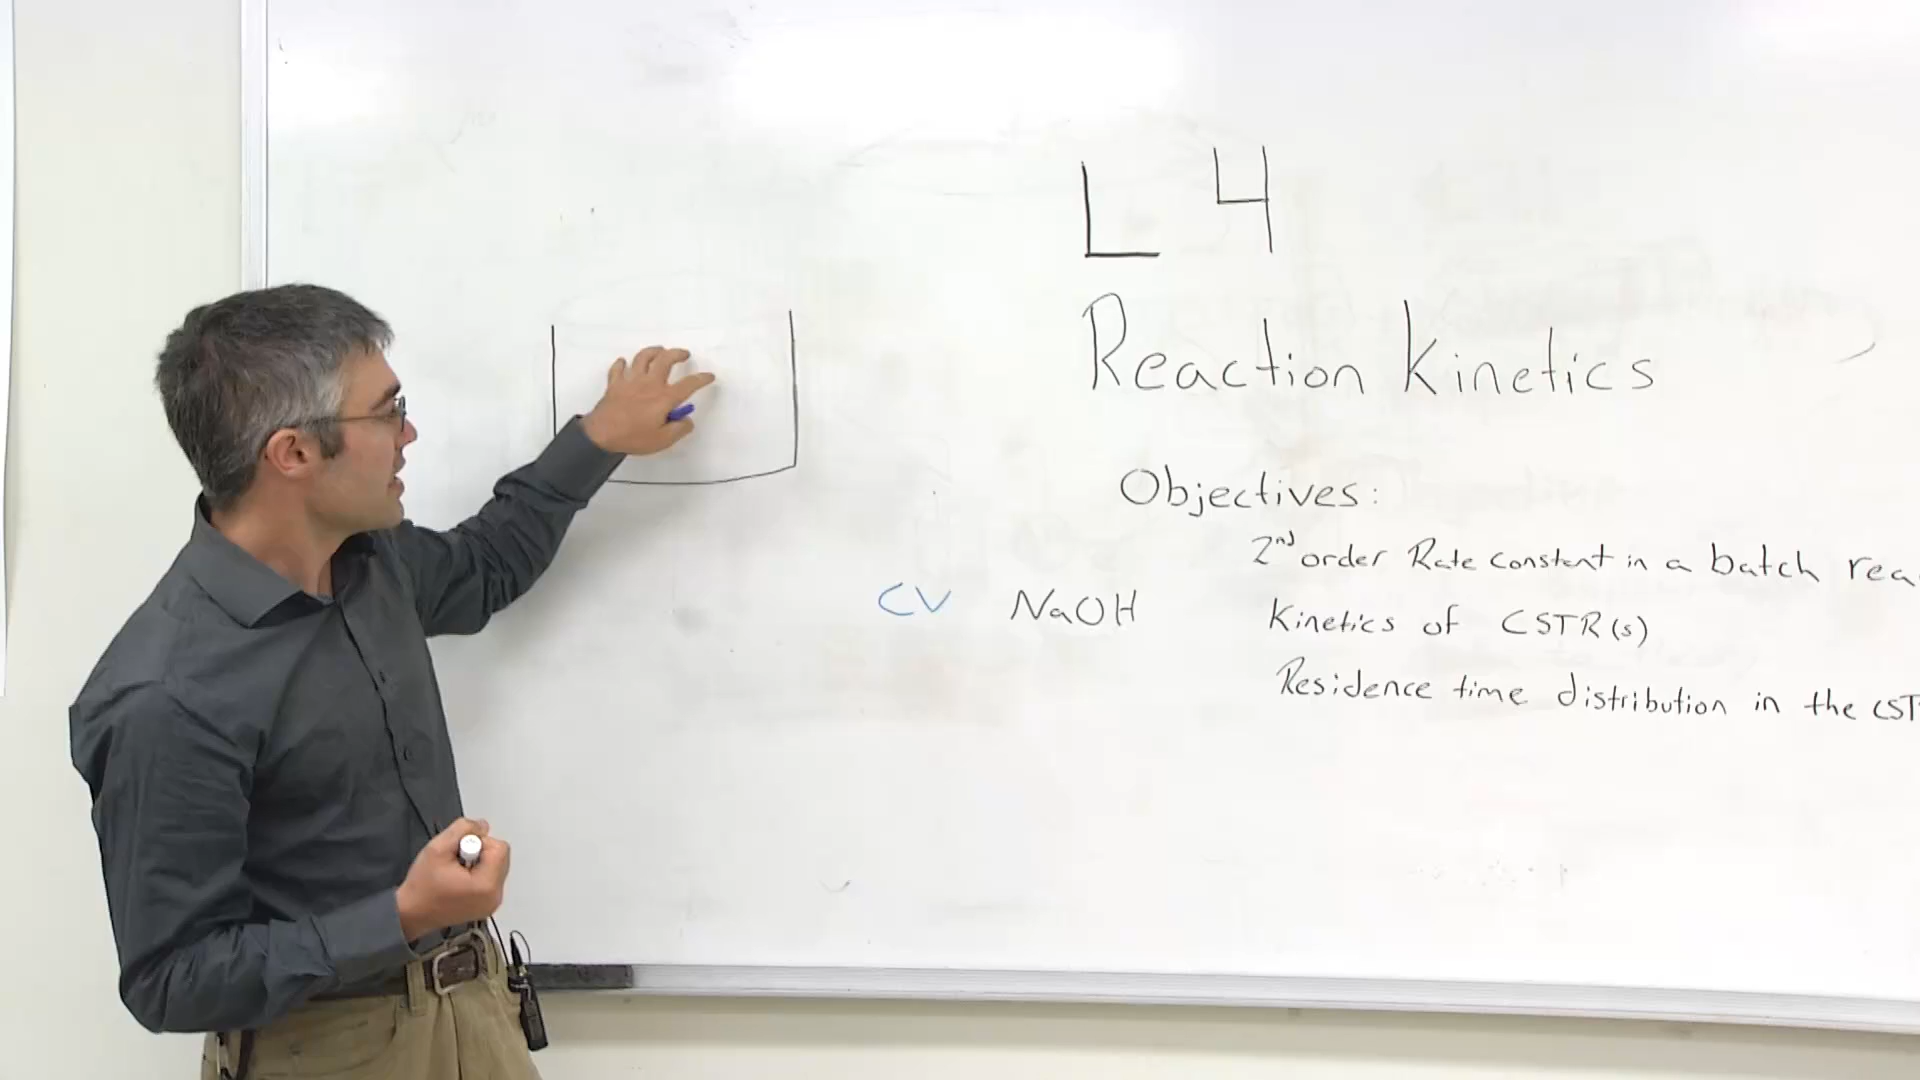 L 4
Reaction Kinetics
Objectives:
2nd order Rate constant in a batch rea
CV NaOH
Kinetics of CSTR(s)
Residence time distribution in the CST